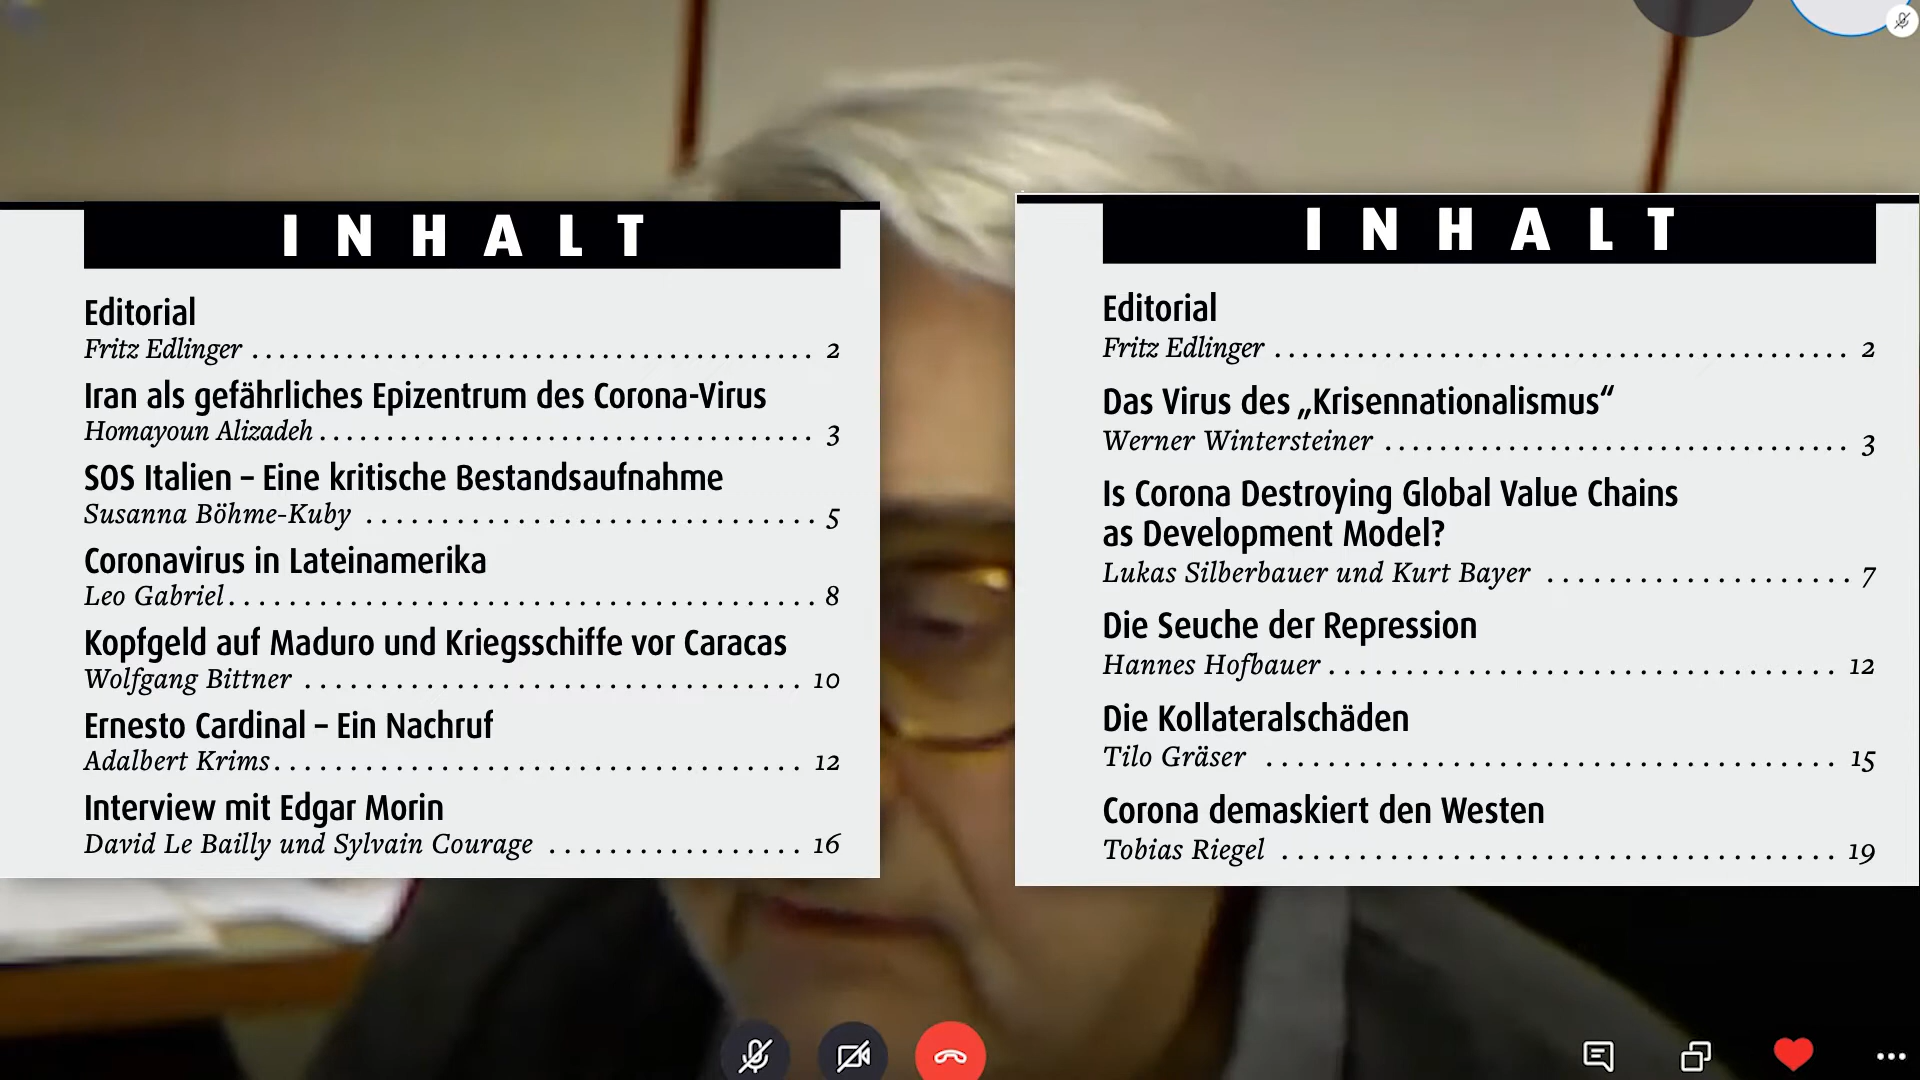 INHALT
Editorial
Fritz Edlinger 2
Iran als gefährliches Epizentrum des Corona-Virus
Homayoun Alizadeh 3
SOS Italien – Eine kritische Bestandsaufnahme
Susanna Böhme-Kuby 5
Coronavirus in Lateinamerika
Leo Gabriel 8
Kopfgeld auf Maduro und Kriegsschiffe vor Caracas
Wolfgang Bittner 10
Ernesto Cardinal – Ein Nachruf
Adalbert Krims 12
Interview mit Edgar Morin
David Le Bailly und Sylvain Courage 16
INHALT
Editorial
Fritz Edlinger 2
Das Virus des „Krisennationalismus“
Werner Wintersteiner 3
Is Corona Destroying Global Value Chains
as Development Model?
Lukas Silberbauer und Kurt Bayer 7
Die Seuche der Repression
Hannes Hofbauer 12
Die Kollateralschäden
Tilo Gräser 15
Corona demaskiert den Westen
Tobias Riegel 19